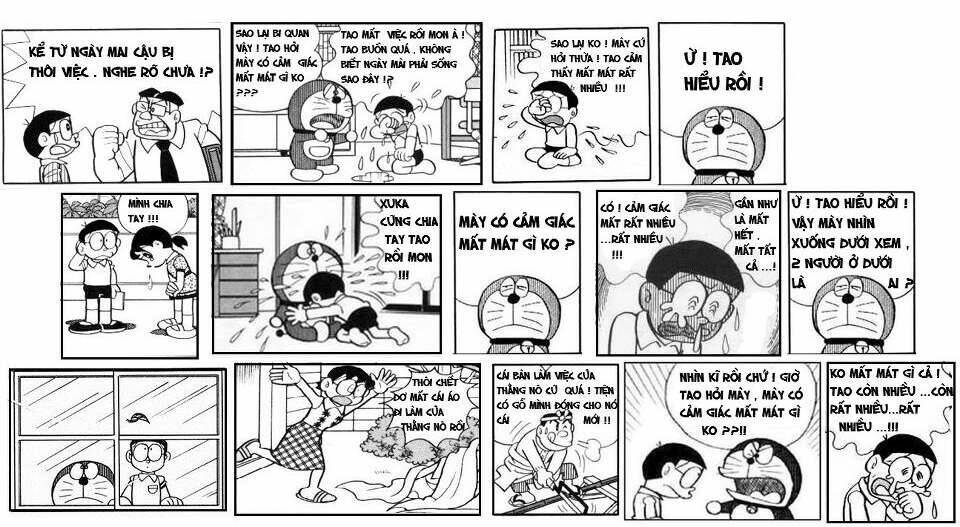 KỂ TỪ NGÀY MAI CẬU BỊ
THÔI VIỆC . NGHE RÕ CHƯA !?
SAO LẠI BI QUAN
VẬY ! TAO HỎI
MÀY CÓ CẢM GIÁC
MẤT MÁT GÌ KO
???
TAO MẤT VIỆC RỒI MON À !
TAO BUỒN QUÁ , KHÔNG
BIẾT NGÀY MAI PHẢI SỐNG
SAO ĐÂY !?
SAO LẠI KO ! MÀY CỨ
HỎI THỪA ! TAO CẢM
THẤY MẤT MÁT RẤT
NHIỀU !!!
Ừ ! TAO
HIỂU RỒI !
MÌNH CHIA
TAY !!!
XUKA
CŨNG CHIA
TAY TAO
RỒI MON
!!!
MÀY CÓ CẢM GIÁC
MẤT MÁT GÌ KO ?
CÓ ! CẢM GIÁC
MẤT RẤT NHIỀU
...RẤT NHIỀU
!!!
GẦN NHƯ
LÀ MẤT
HẾT .
MẤT TẤT
CẢ ...!
Ừ ! TAO HIỂU RỒI !
VẬY MÀY NHÌN
XUỐNG DƯỚI XEM ,
2 NGƯỜI Ở DƯỚI
LÀ AI ?
THÔI CHẾT
DƠ MẤT CÁI ÁO
ĐI LÀM CỦA
THẰNG NÔ RỒI
CÁI BÀN LÀM VIỆC CỦA
THẰNG NÔ CŨ QUÁ ! TIỆN
CÓ GỖ MÌNH ĐÓNG CHO NÓ
CÁI MỚI !!
NHÌN KĨ RỒI CHỨ ! GIỜ
TAO HỎI MÀY , MÀY CÓ
CẢM GIÁC MẤT MÁT GÌ
KO ??!!
KO MẤT MÁT GÌ CẢ !
TAO CÒN NHIỀU ...CÒN
RẤT NHIỀU...RẤT
NHIỀU ...!!!